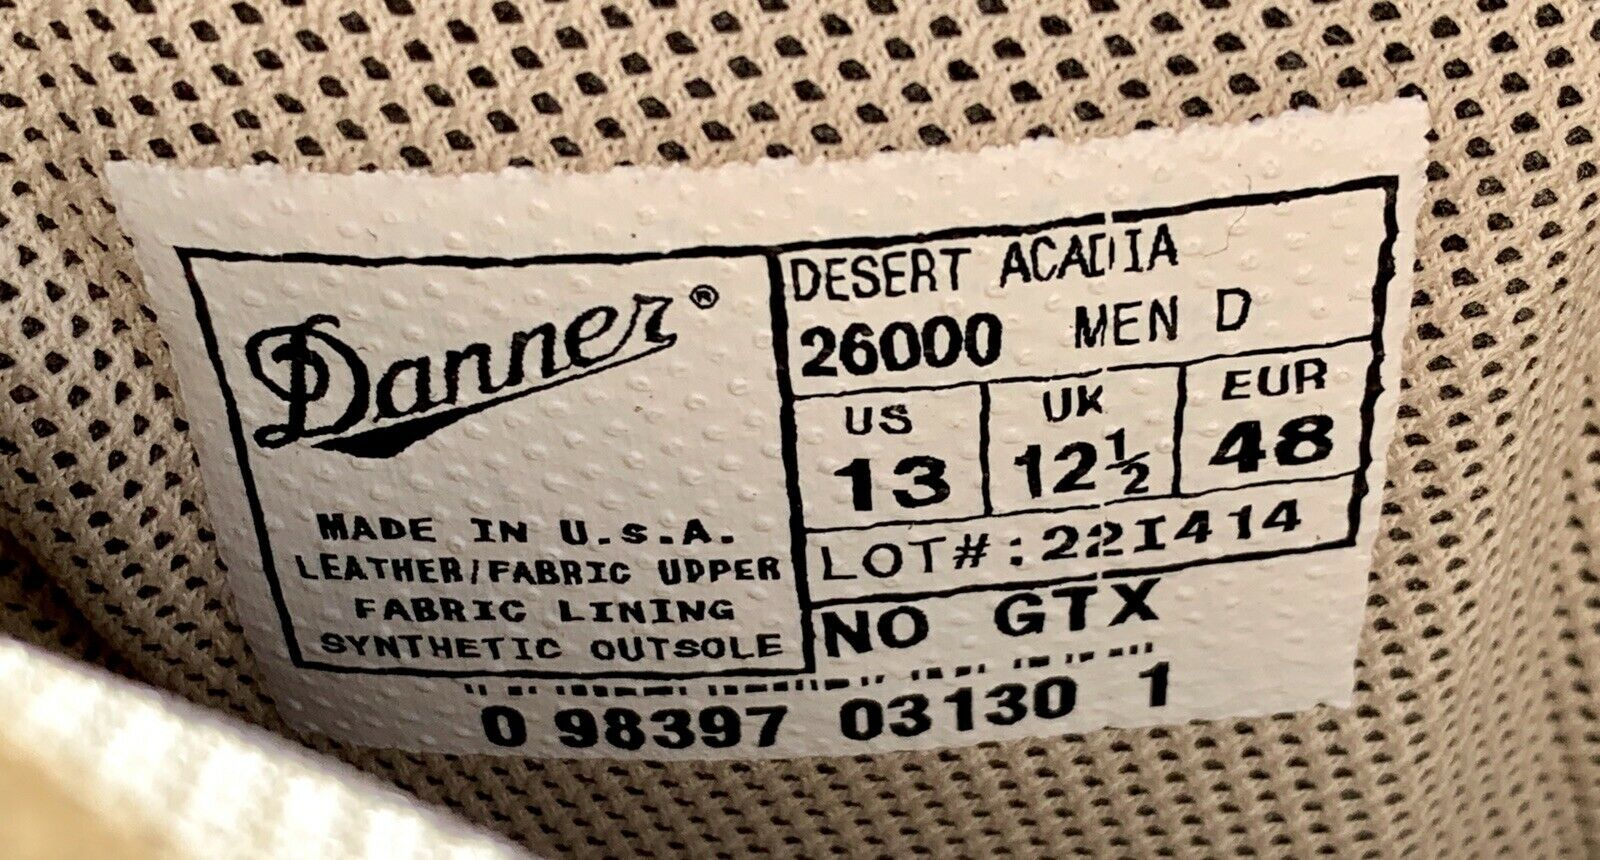 Danner®
MADE IN U.S.A.
LEATHER/FABRIC UPPER
FABRIC LINING
SYNTHETIC OUTSOLE
DESERT ACADIA
26000 MEN D
US UK EUR
13 12½ 48
LOT#:22I414
NO GTX
0 98397 03130 1